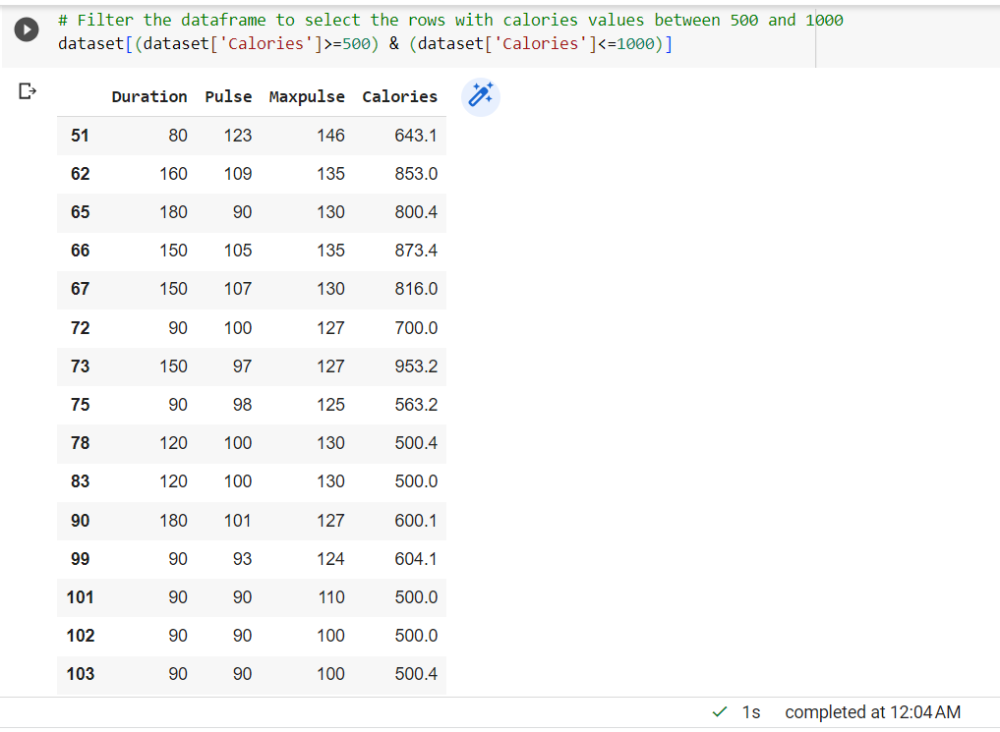 # Filter the dataframe to select the rows with calories values between 500 and 1000
dataset[(dataset['Calories']>=500) & (dataset['Calories']<=1000)]
Duration Pulse Maxpulse Calories
51 80 123 146 643.1
62 160 109 135 853.0
65 180 90 130 800.4
66 150 105 135 873.4
67 150 107 130 816.0
72 90 100 127 700.0
73 150 97 127 953.2
75 90 98 125 563.2
78 120 100 130 500.4
83 120 100 130 500.0
90 180 101 127 600.1
99 90 93 124 604.1
101 90 90 110 500.0
102 90 90 100 500.0
103 90 90 100 500.4
1s completed at 12:04 AM